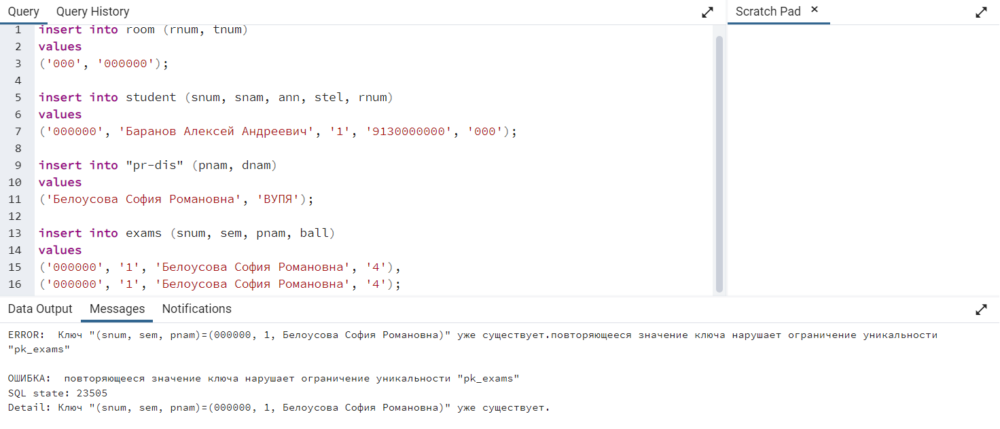 Query Query History Scratch Pad ×
1 insert into room (rnum, tnum)
2 values
3 ('000', '000000');
4
5 insert into student (snum, snam, ann, stel, rnum)
6 values
7 ('000000', 'Баранов Алексей Андреевич', '1', '9130000000', '000');
8
9 insert into "pr-dis" (pnam, dnam)
10 values
11 ('Белоусова София Романовна', 'ВУПЯ');
12
13 insert into exams (snum, sem, pnam, ball)
14 values
15 ('000000', '1', 'Белоусова София Романовна', '4'),
16 ('000000', '1', 'Белоусова София Романовна', '4');
Data Output Messages Notifications
ERROR: Ключ "(snum, sem, pnam)=(000000, 1, Белоусова София Романовна)" уже существует.повторяющееся значение ключа нарушает ограничение уникальности
"pk_exams"
ОШИБКА: повторяющееся значение ключа нарушает ограничение уникальности "pk_exams"
SQL state: 23505
Detail: Ключ "(snum, sem, pnam)=(000000, 1, Белоусова София Романовна)" уже существует.